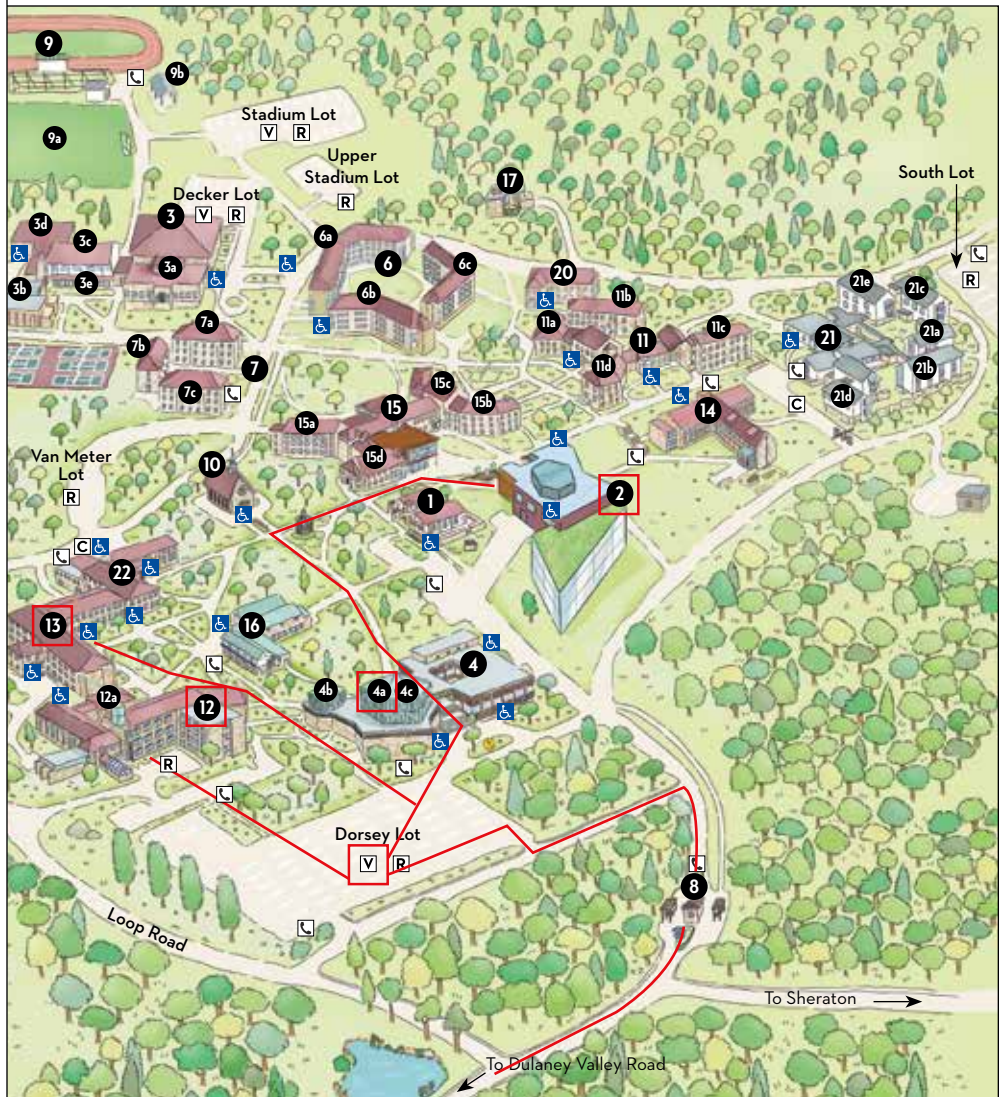 9
9b
Stadium Lot
V R
9a
Upper
Stadium Lot
R
17
South Lot
Decker Lot
V R
3
3d
3c
3a
3e
3b
6a
6
6c
6b
R
20
11b
11a
11
11c
11d
21e
21c
21
21a
21b
21d
7a
7b
7
7c
15c
15
15b
15a
15d
14
C
Van Meter
Lot
R
10
1
2
C
22
13
16
4
4b
4a
4c
12a
12
R
Dorsey Lot
V R
8
Loop Road
To Sheraton
To Dulaney Valley Road